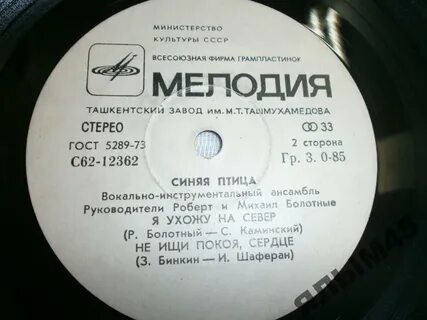 МИНИСТЕРСТВО
КУЛЬТУРЫ СССР
ВСЕСОЮЗНАЯ ФИРМА ГРАМПЛАСТИНОК
МЕЛОДИЯ
ТАШКЕНТСКИЙ ЗАВОД ИМ. М.Т. ТАШМУХАМЕДОВА
СТЕРЕО
33
ГОСТ 5289-73
2 сторона
С62-12362
Гр. 3. 0-85
СИНЯЯ ПТИЦА
Вокально-инструментальный ансамбль
Руководители Роберт и Михаил Болотные
Я УХОЖУ НА СЕВЕР
(Р. Болотный — С. Каминский)
НЕ ИЩИ ПОКОЯ, СЕРДЦЕ
(З. Бинкин — И. Шаферан)